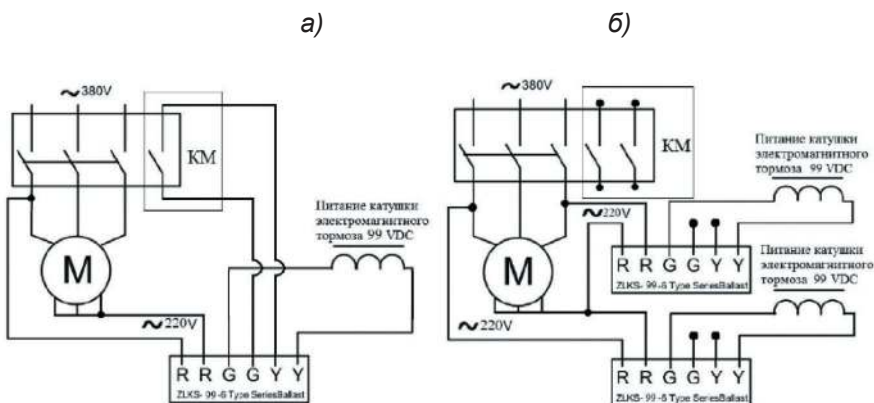 а)
б)
~380V
КМ
Питание катушки
электромагнитного
тормоза 99 VDC
М
~220V
R R G G Y Y
ZLKS- 99 -6 Type SeriesBallast
~380V
КМ
Питание катушки
электромагнитного
тормоза 99 VDC
~220V
R R G G Y Y
ZLKS- 99 -6 Type SeriesBallast
М
Питание катушки
электромагнитного
тормоза 99 VDC
~220V
R R G G Y Y
ZLKS- 99 -6 Type SeriesBallast